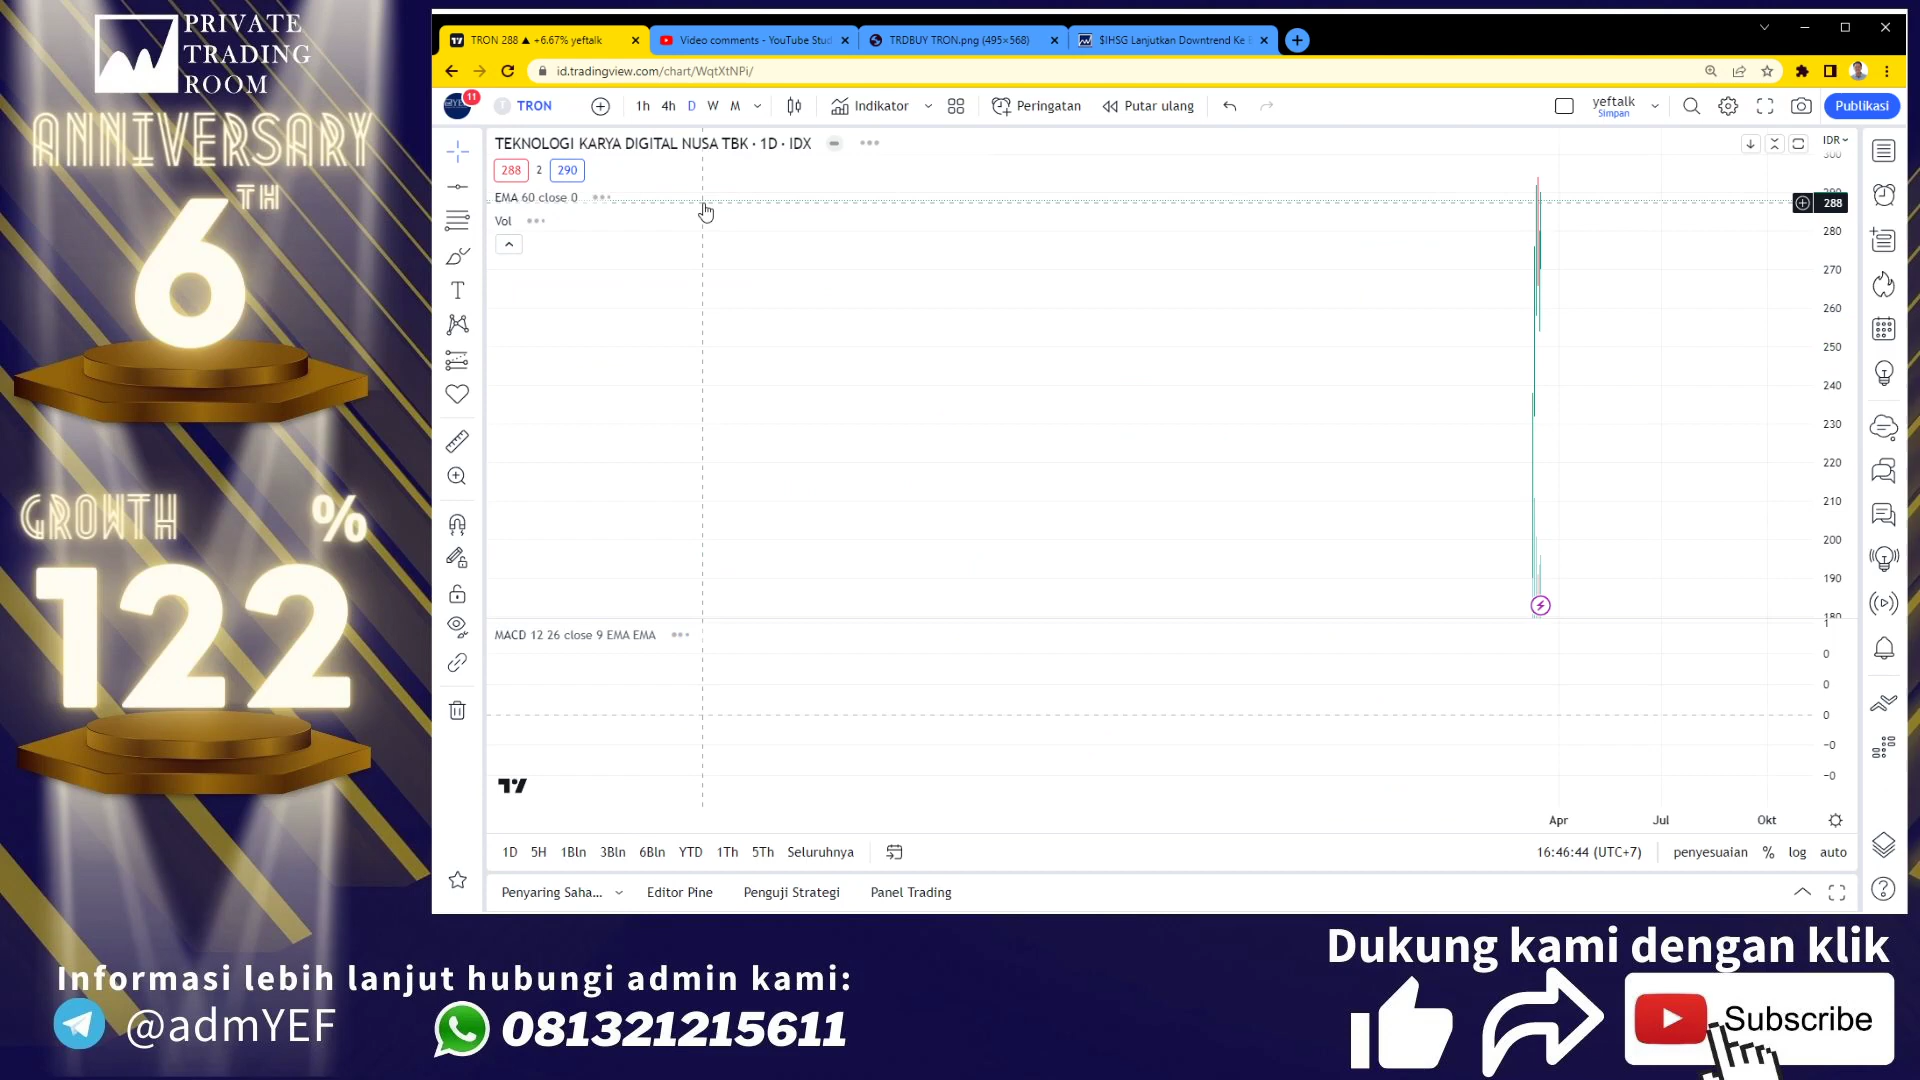 PRIVATE
TRADING
ROOM
ANNIVERSARY
6 TH
GROWTH %
122
TRON 288 ▲ +6.67% yeftalk
Video comments - YouTube Stud
TRDBUY TRON.png (495×568)
$IHSG Lanjutkan Downtrend Ke
id.tradingview.com/chart/WqtXtNPi/
11
TRON
1h 4h D W M
Indikator
Peringatan
Putar ulang
yeftalk
Simpan
Publikasi
TEKNOLOGI KARYA DIGITAL NUSA TBK · 1D · IDX
IDR
288 2 290
EMA 60 close 0
Vol
300
290
288
280
270
260
250
240
230
220
210
200
190
180
MACD 12 26 close 9 EMA EMA
1
0
0
0
−0
−0
Apr Jul Okt
1D 5H 1Bln 3Bln 6Bln YTD 1Th 5Th Seluruhnya
16:46:44 (UTC+7) penyesuaian % log auto
Penyaring Saha... Editor Pine Penguji Strategi Panel Trading
Informasi lebih lanjut hubungi admin kami:
@admYEF
081321215611
Dukung kami dengan klik
Subscribe